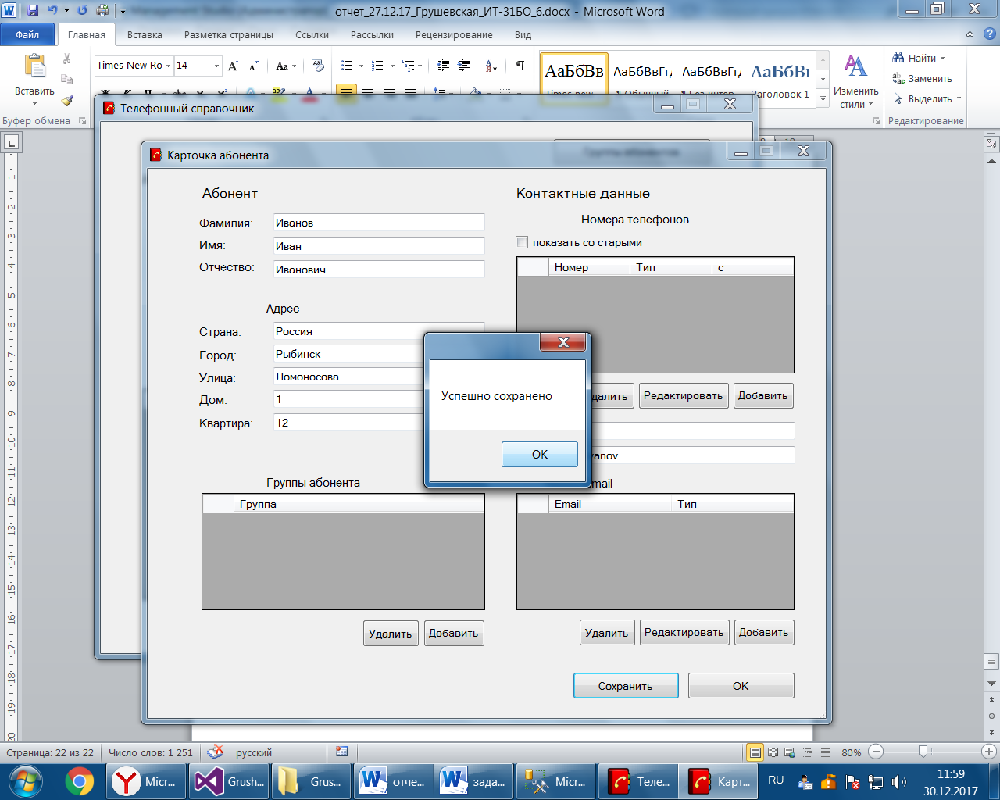 отчет_27.12.17_Грушевская_ИТ-31БО_6.docx - Microsoft Word
Файл
Главная
Вставка
Разметка страницы
Ссылки
Рассылки
Рецензирование
Вид
Вставить
Буфер обмена
Times New Ro
14
АаБбВв
АаБбВвГг,
АаБбВвГг,
АаБбВı
Заголовок 1
Изменить
стили
Найти
Заменить
Выделить
Редактирование
Телефонный справочник
Карточка абонента
Абонент
Фамилия:
Иванов
Имя:
Иван
Отчество:
Иванович
Адрес
Страна:
Россия
Город:
Рыбинск
Улица:
Ломоносова
Дом:
1
Квартира:
12
Группы абонента
Группа
Удалить
Добавить
Контактные данные
Номера телефонов
показать со старыми
Номер
Тип
с
далить
Редактировать
Добавить
vanov
mail
Email
Тип
Удалить
Редактировать
Добавить
Сохранить
ОК
Успешно сохранено
ОК
Страница: 22 из 22
Число слов: 1 251
русский
80%
Micr...
Grush...
Grus...
отче...
зада...
Micr...
Теле...
Карт...
RU
11:59
30.12.2017